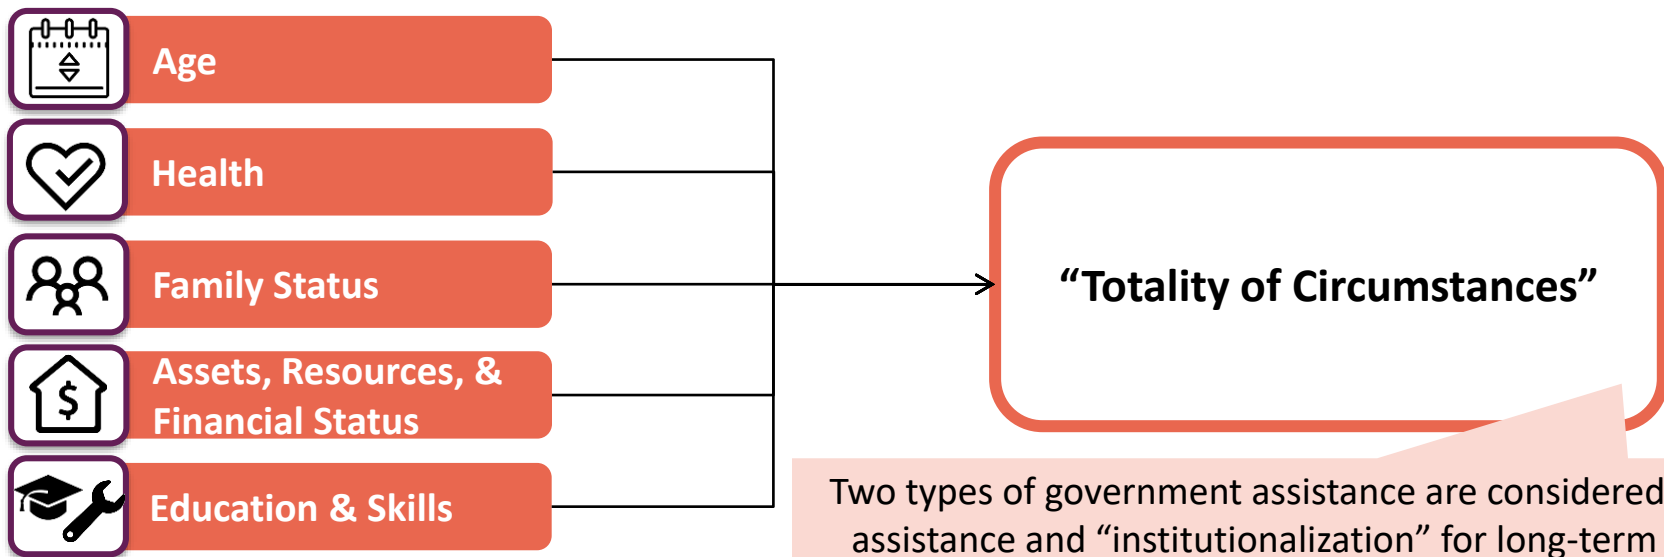 Age
Health
Family Status
Assets, Resources, &
Financial Status
Education & Skills
“Totality of Circumstances”
Two types of government assistance are considered
assistance and “institutionalization” for long-term
$